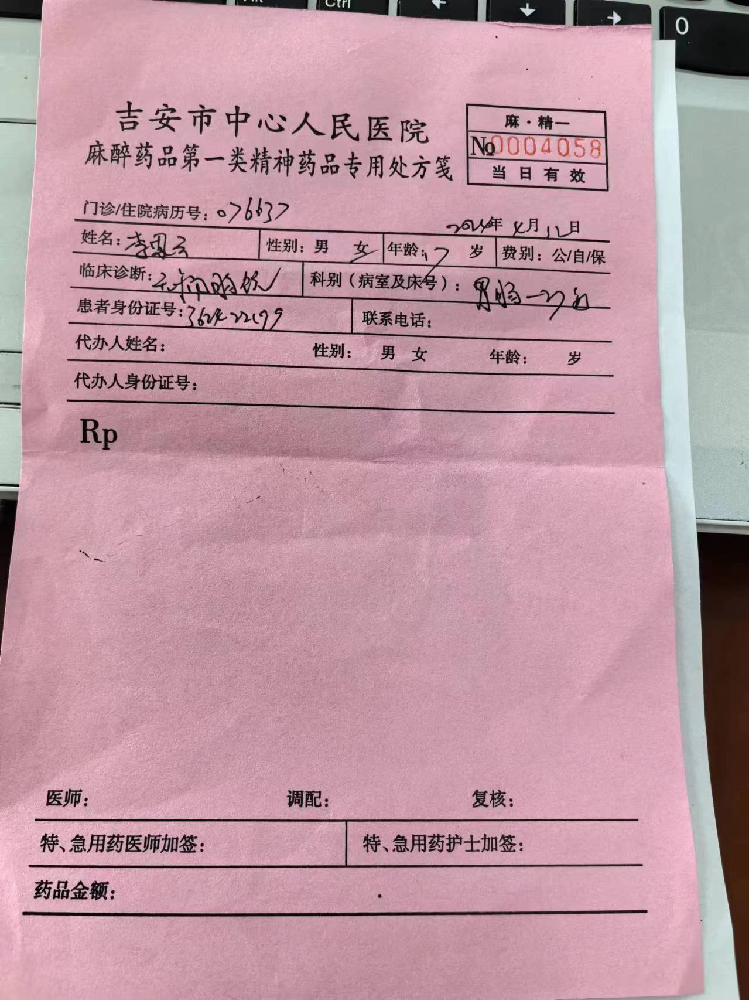 Alt
Ctrl
←
↓
→
0
吉安市中心人民医院
麻醉药品第一类精神药品专用处方笺
麻·精一
№0004058
当日有效
门诊/住院病历号:076637
2024年4月12日
姓名:李凤云 性别:男 女 年龄: 岁 费别:公/自/保
临床诊断: 科别(病室及床号):胃肠
患者身份证号: 联系电话:
代办人姓名: 性别: 男 女 年龄: 岁
代办人身份证号:
Rp
医师: 调配: 复核:
特、急用药医师加签: 特、急用药护士加签:
药品金额: